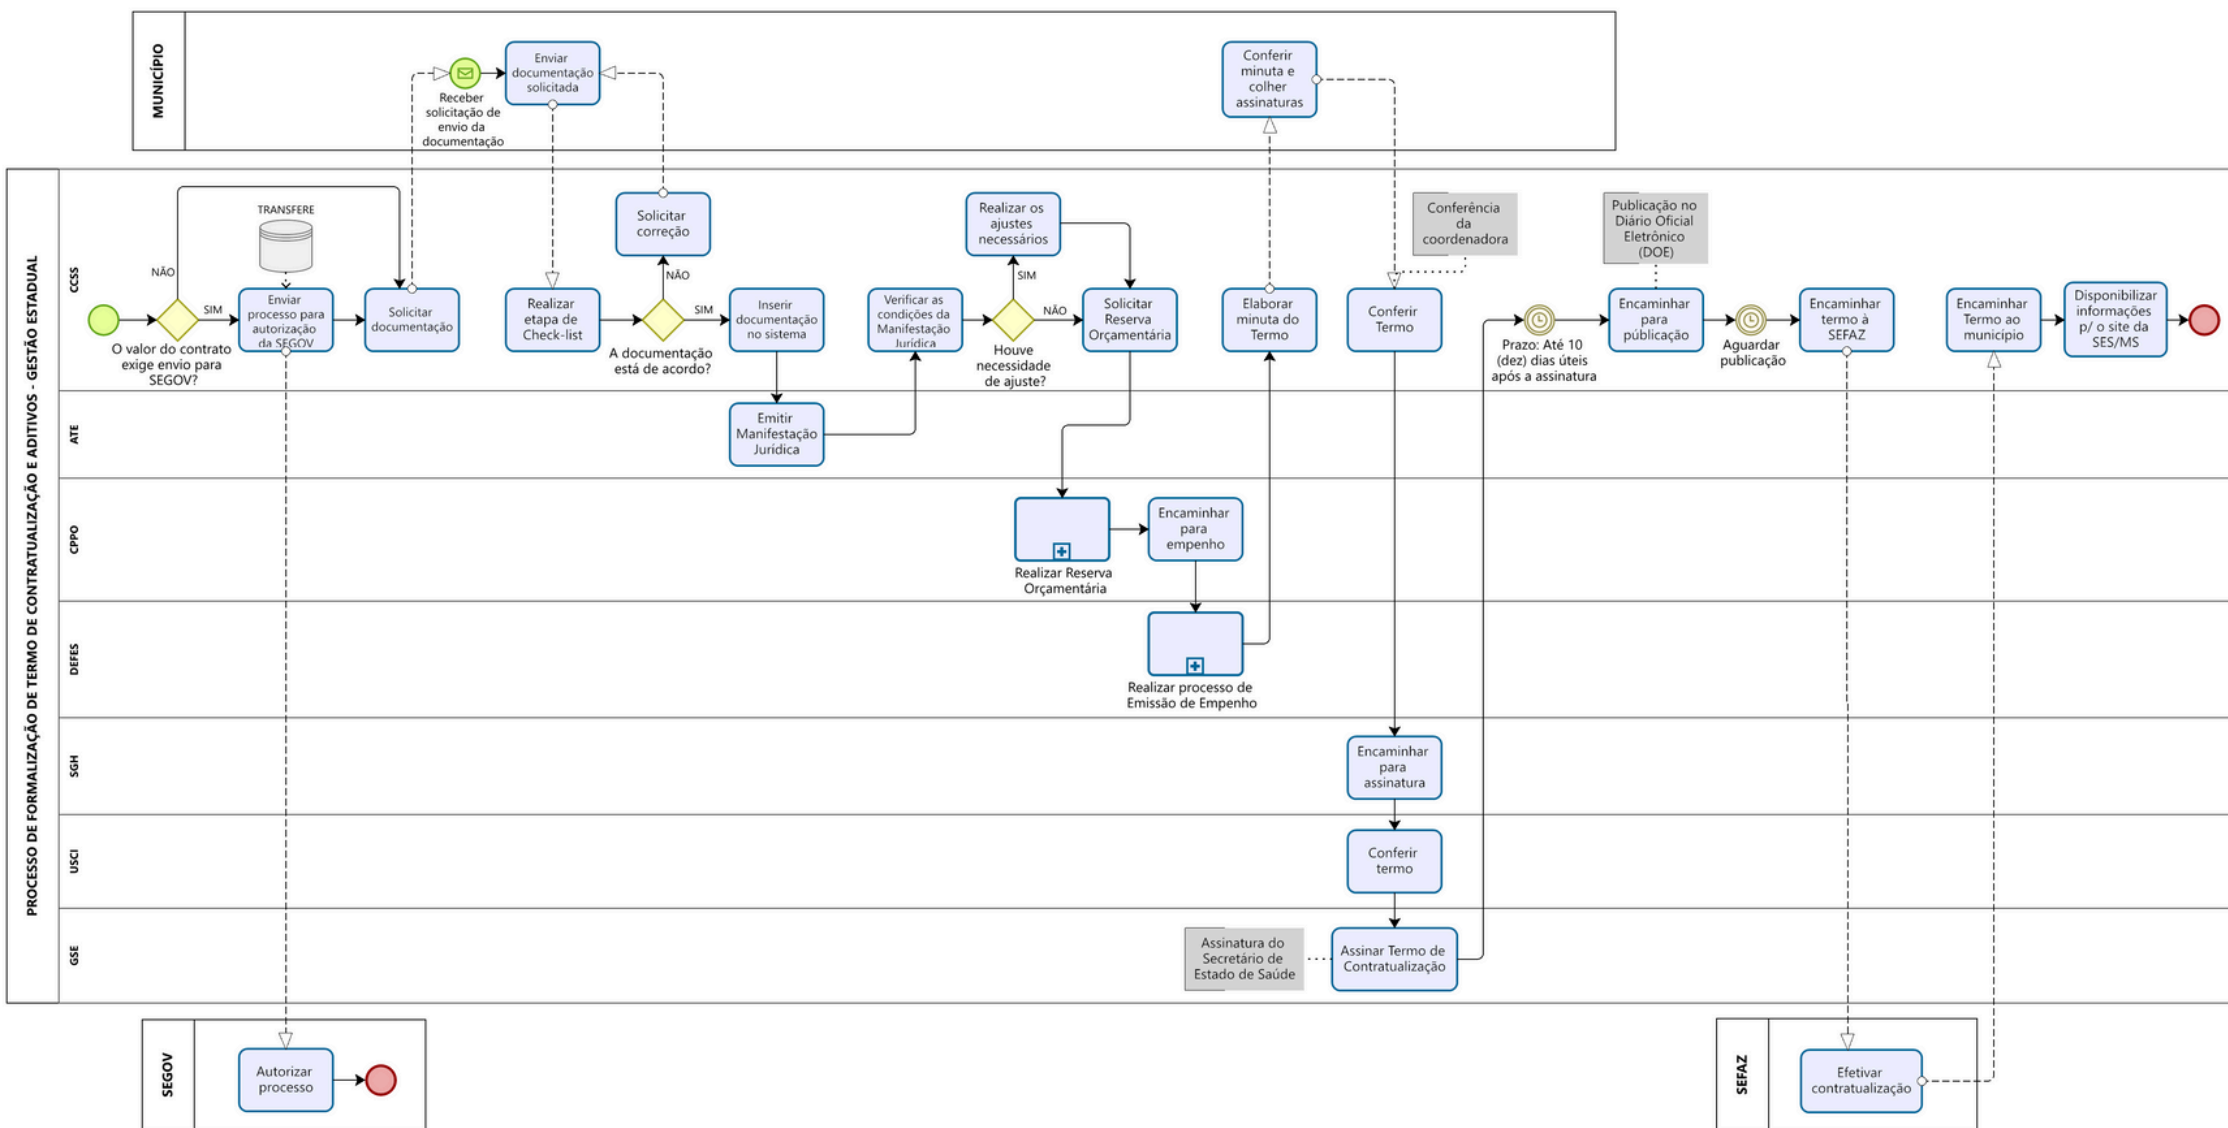 MUNICÍPIO
Receber
solicitação de
envio da
documentação
Enviar
documentação
solicitada
Conferir
minuta e
colher
assinaturas
PROCESSO DE FORMALIZAÇÃO DE TERMO DE CONTRATUALIZAÇÃO E ADITIVOS - GESTÃO ESTADUAL
CCSS
O valor do contrato
exige envio para
SEGOV?
NÃO
SIM
TRANSFERE
Enviar
processo para
autorização
da SEGOV
Solicitar
documentação
Realizar
etapa de
Check-list
A documentação
está de acordo?
NÃO
SIM
Solicitar
correção
Inserir
documentação
no sistema
Verificar as
condições da
Manifestação
Jurídica
Houve
necessidade
de ajuste?
SIM
NÃO
Realizar os
ajustes
necessários
Solicitar
Reserva
Orçamentária
Elaborar
minuta do
Termo
Conferir
Termo
Conferência
da
coordenadora
Prazo: Até 10
(dez) dias úteis
após a assinatura
Encaminhar
para
públicação
Publicação no
Diário Oficial
Eletrônico
(DOE)
Aguardar
publicação
Encaminhar
termo à
SEFAZ
Encaminhar
Termo ao
município
Disponibilizar
informações
p/ o site da
SES/MS
ATE
Emitir
Manifestação
Jurídica
CPPO
Realizar Reserva
Orçamentária
Encaminhar
para
empenho
DEFES
Realizar processo de
Emissão de Empenho
SGH
Encaminhar
para
assinatura
USCI
Conferir
termo
GSE
Assinatura do
Secretário de
Estado de Saúde
Assinar Termo de
Contratualização
SEGOV
Autorizar
processo
SEFAZ
Efetivar
contratualização